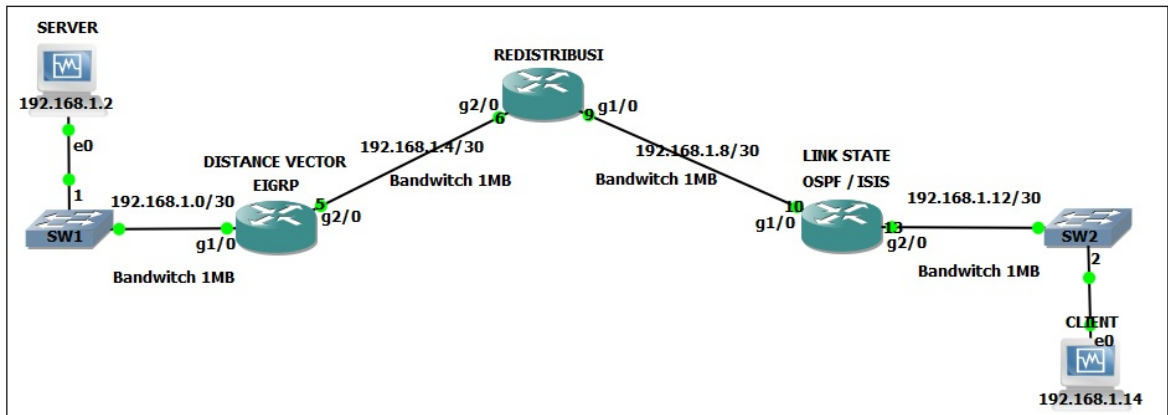 SERVER
192.168.1.2
e0
1
SW1
192.168.1.0/30
g1/0
Bandwitch 1MB
DISTANCE VECTOR
EIGRP
5
g2/0
192.168.1.4/30
Bandwitch 1MB
REDISTRIBUSI
g2/0
6
g1/0
9
192.168.1.8/30
Bandwitch 1MB
LINK STATE
OSPF / ISIS
10
g1/0
13
g2/0
192.168.1.12/30
Bandwitch 1MB
SW2
2
CLIENT
e0
192.168.1.14